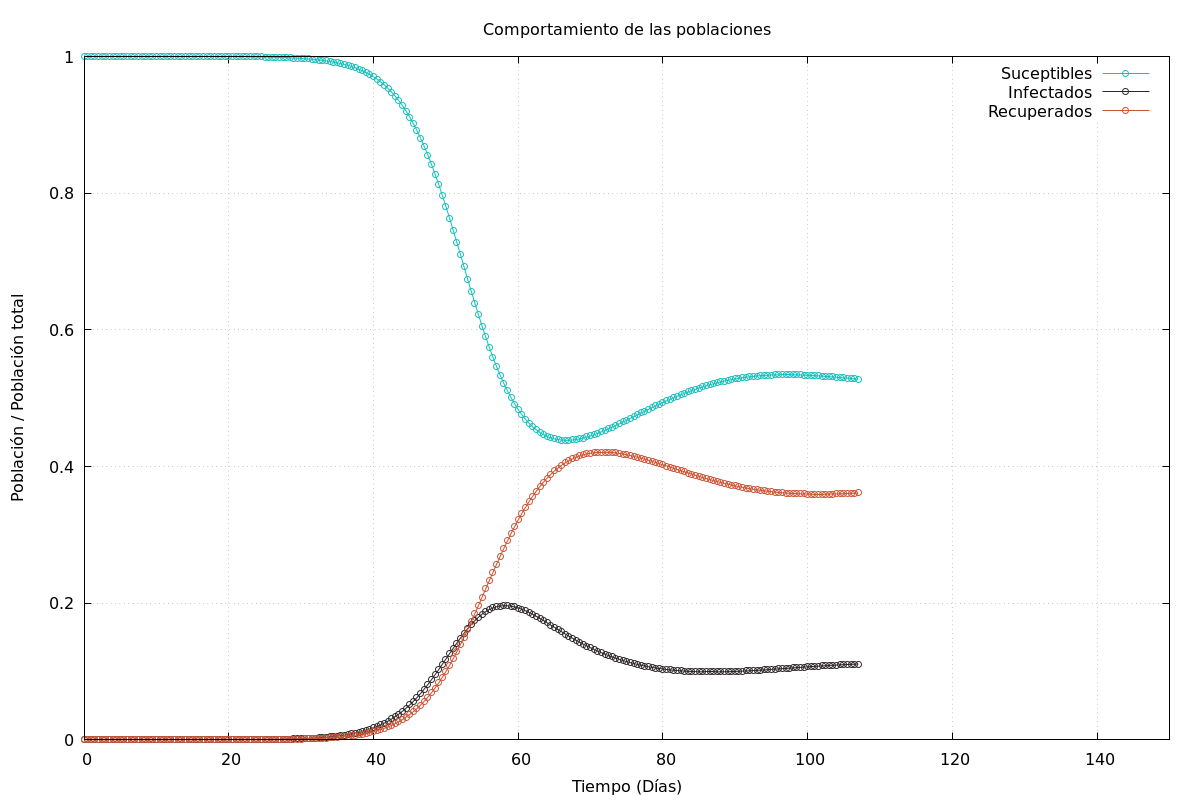 Comportamiento de las poblaciones
Suceptibles
Infectados
Recuperados
Población / Población total
1
0.8
0.6
0.4
0.2
0
0 20 40 60 80 100 120 140
Tiempo (Días)